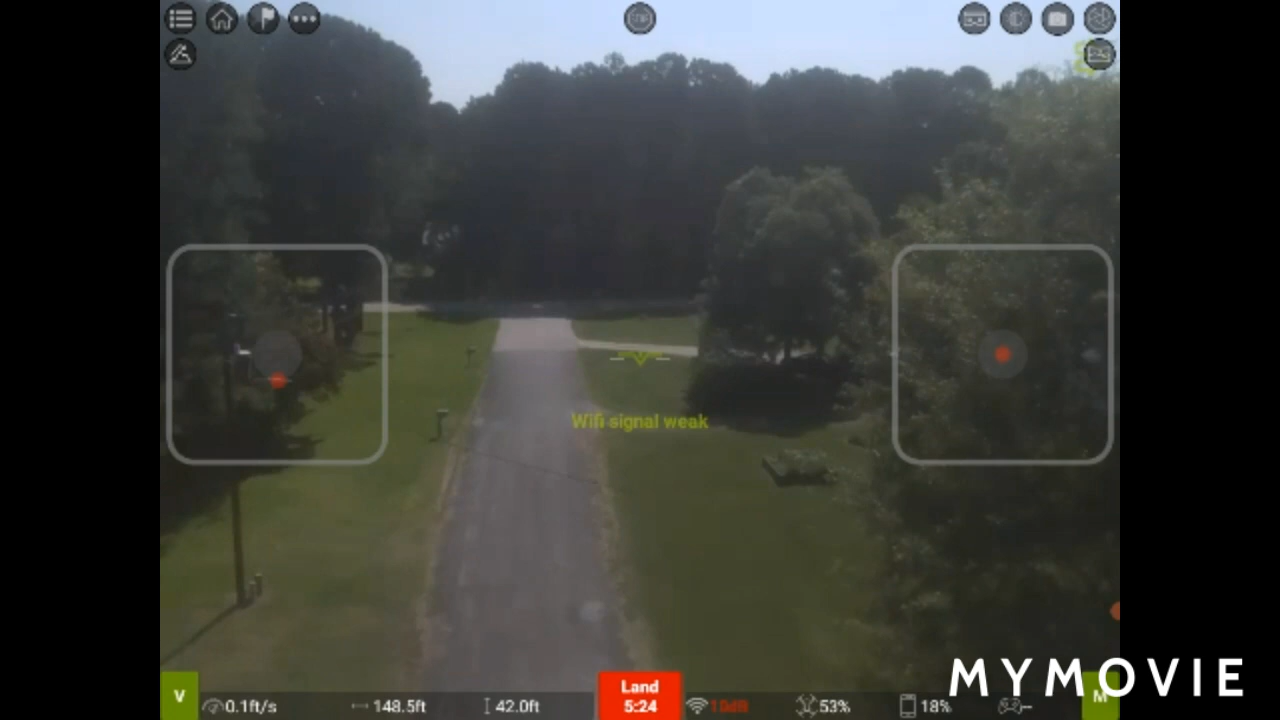 Wifi signal weak
V
0.1ft/s
148.5ft
42.0ft
Land
5:24
53%
18%
M
MYMOVIE